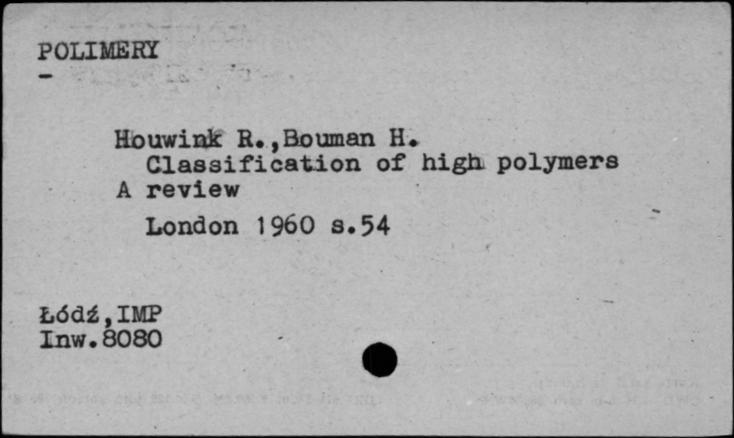 POLIMERY
-
Houwink R.,Bouman H.
Classification of high polymers
A review
London 1960 s.54
Łódź,IMP
Inw.8080